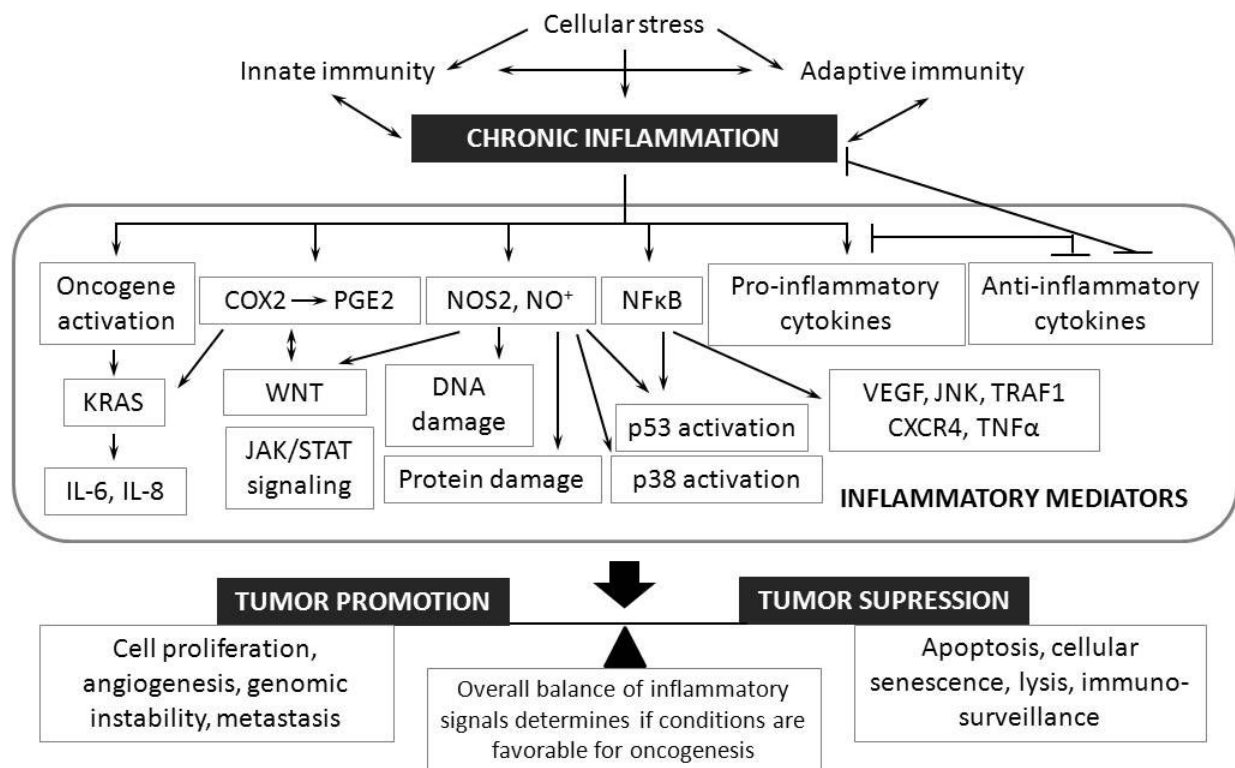 Cellular stress
Innate immunity
Adaptive immunity
CHRONIC INFLAMMATION
Oncogene
activation
COX2
PGE2
NOS2, NO⁺
NFκB
Pro-inflammatory
cytokines
Anti-inflammatory
cytokines
KRAS
WNT
DNA
damage
p53 activation
VEGF, JNK, TRAF1
CXCR4, TNFα
IL-6, IL-8
JAK/STAT
signaling
Protein damage
p38 activation
INFLAMMATORY MEDIATORS
TUMOR PROMOTION
TUMOR SUPRESSION
Cell proliferation,
angiogenesis, genomic
instability, metastasis
Overall balance of inflammatory
signals determines if conditions are
favorable for oncogenesis
Apoptosis, cellular
senescence, lysis, immuno-
surveillance